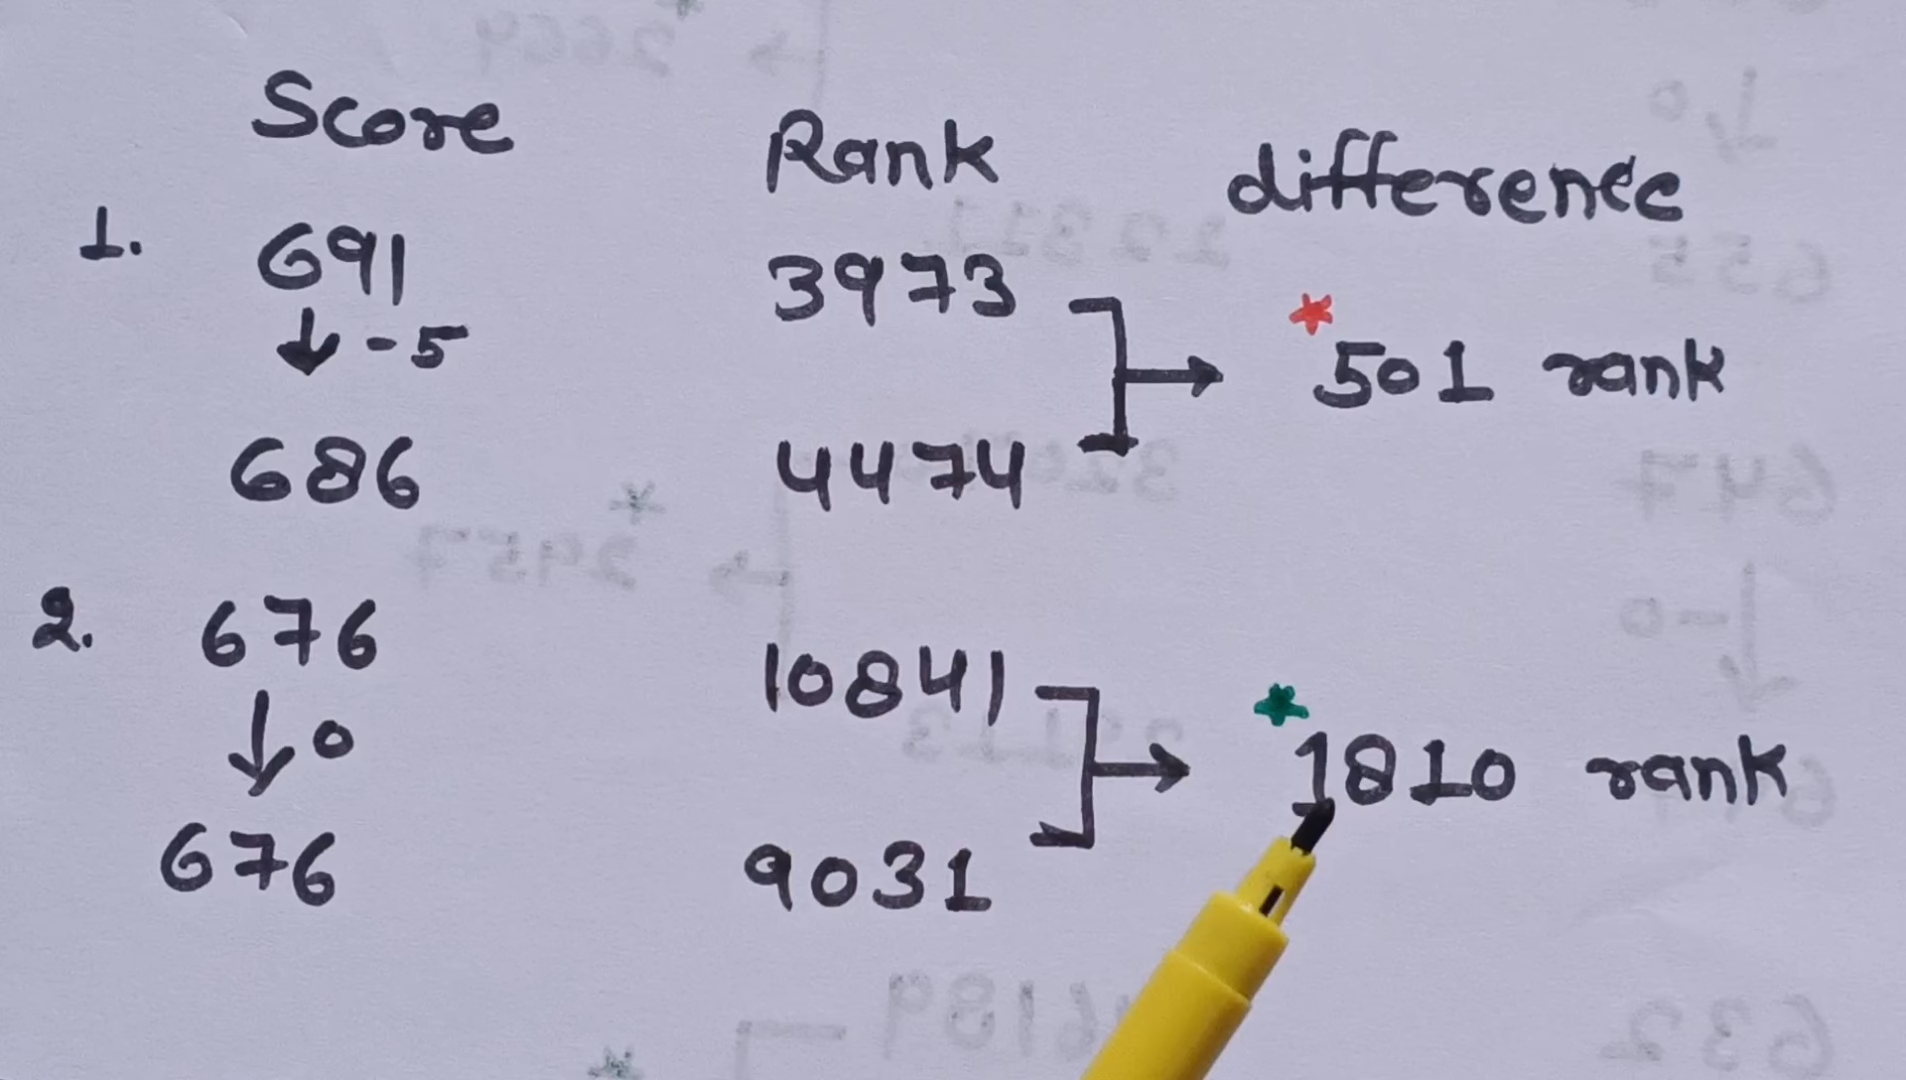 Score Rank difference
1. 691 3973
↓ -5 * 501 rank
686 4474
2. 676 10841
↓ 0 * 1810 rank
676 9031